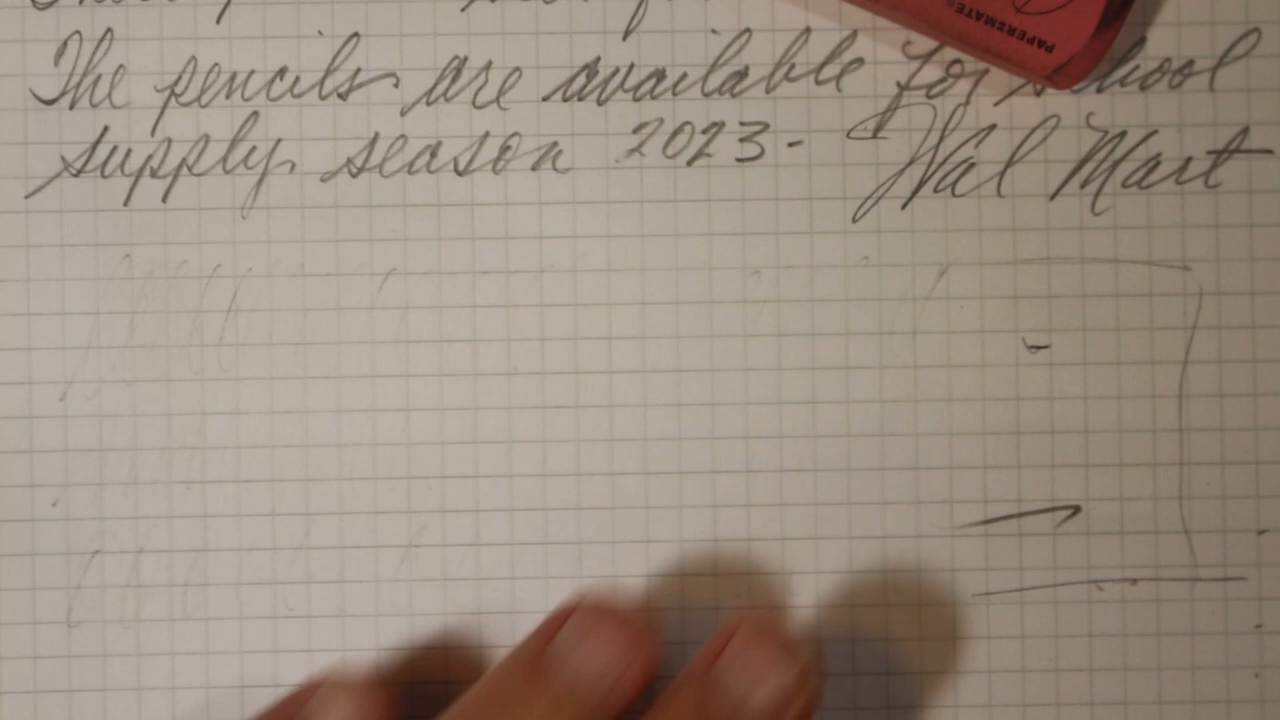 PAPERMATE®
The pencils are available for school
supply season 2023- Wal Mart